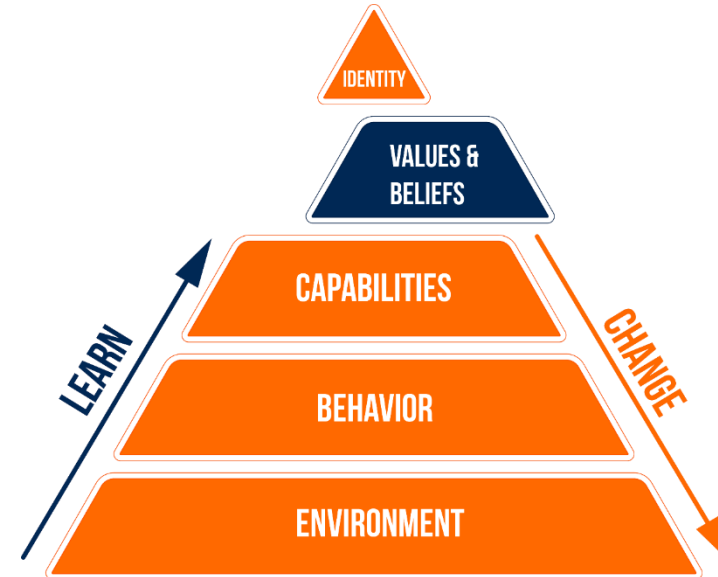 IDENTITY
VALUES &
BELIEFS
CAPABILITIES
LEARN
CHANGE
BEHAVIOR
ENVIRONMENT